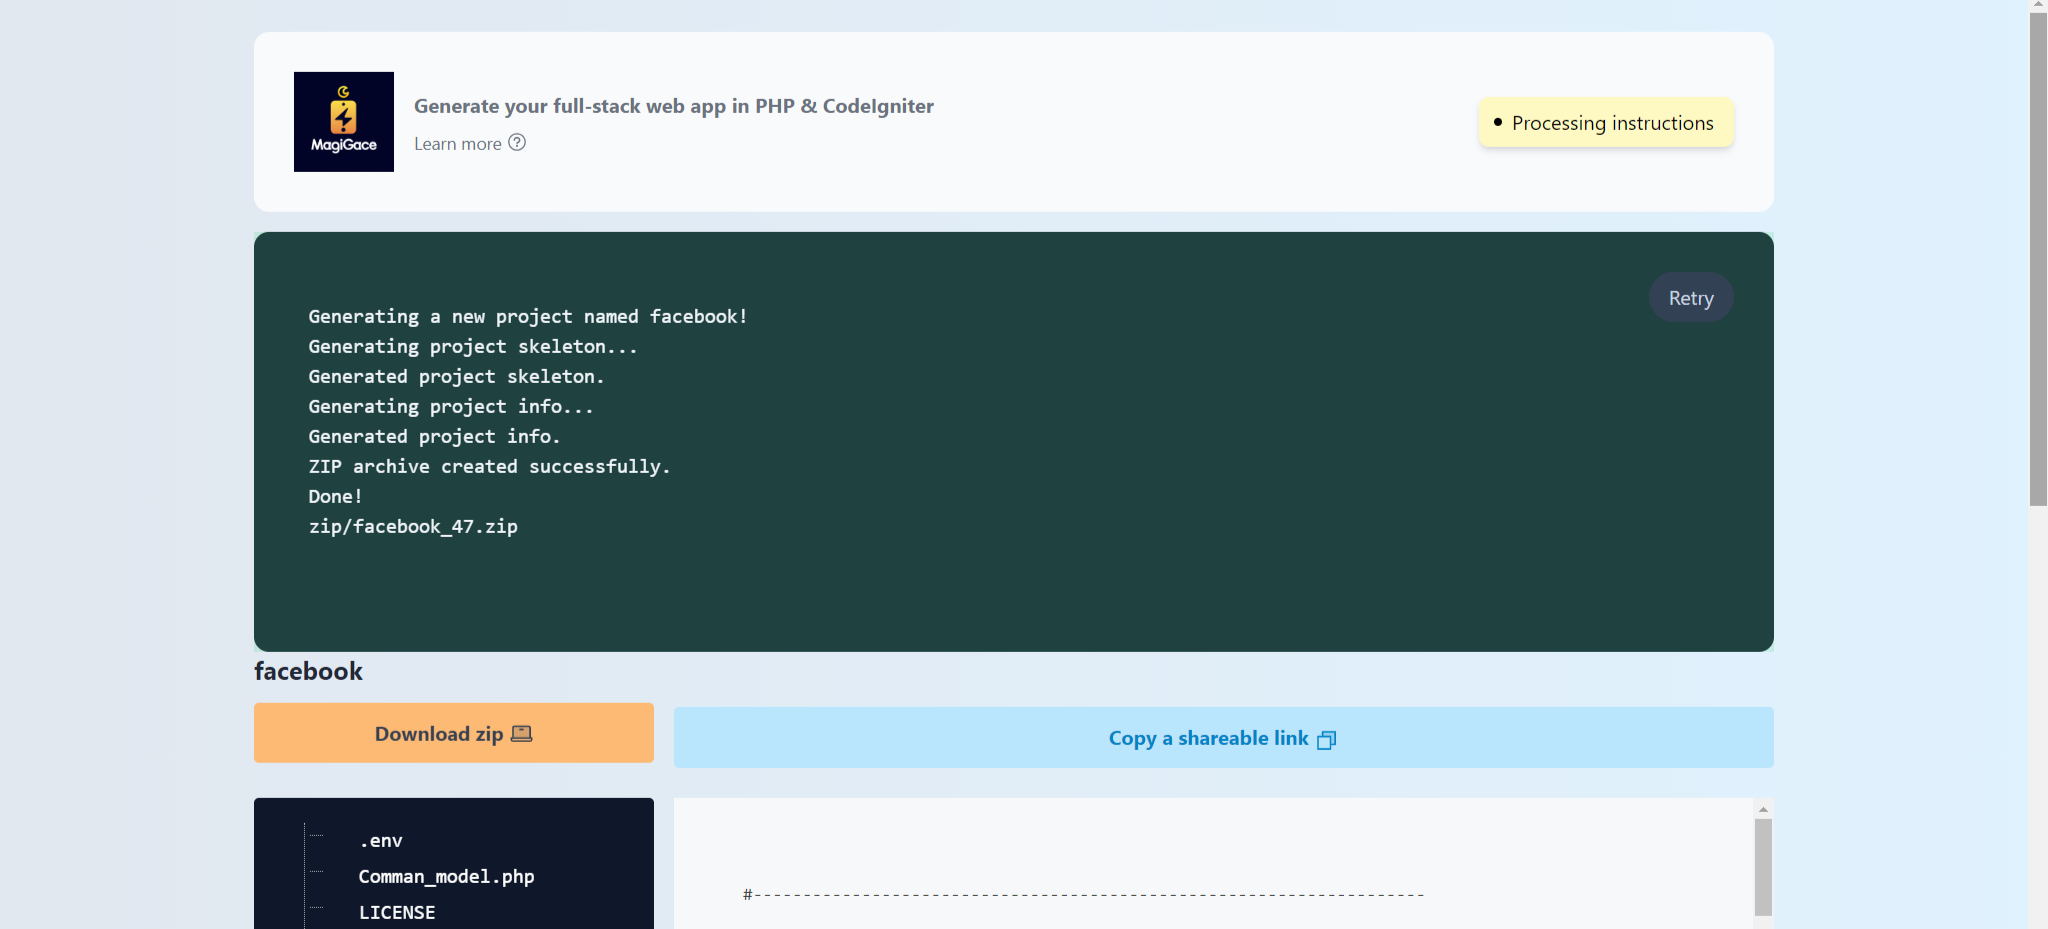 MagiGace
Generate your full-stack web app in PHP & CodeIgniter
Learn more
Processing instructions
Retry
Generating a new project named facebook!
Generating project skeleton...
Generated project skeleton.
Generating project info...
Generated project info.
ZIP archive created successfully.
Done!
zip/facebook_47.zip
facebook
Download zip
Copy a shareable link
.env
Comman_model.php
LICENSE
#--------------------------------------------------------------------